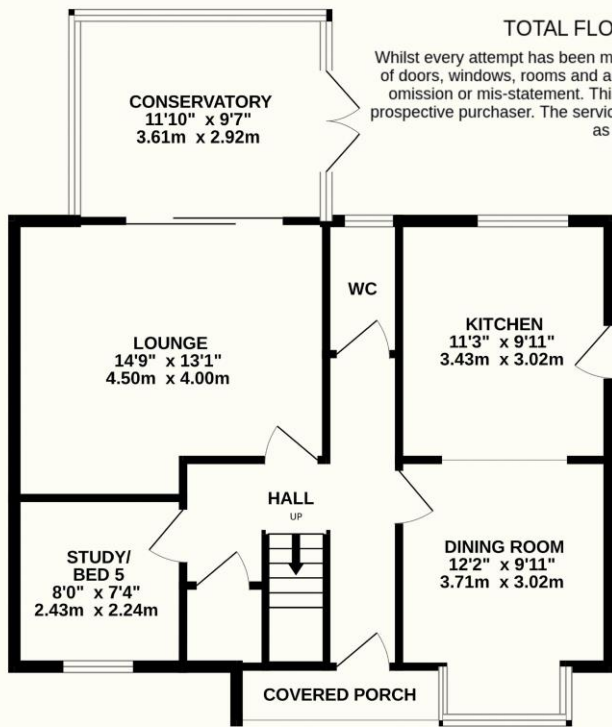 TOTAL FLO
Whilst every attempt has been m
of doors, windows, rooms and a
omission or mis-statement. This
prospective purchaser. The servic
as
CONSERVATORY
11'10" x 9'7"
3.61m x 2.92m
WC
KITCHEN
11'3" x 9'11"
3.43m x 3.02m
LOUNGE
14'9" x 13'1"
4.50m x 4.00m
HALL
UP
STUDY/
BED 5
8'0" x 7'4"
2.43m x 2.24m
DINING ROOM
12'2" x 9'11"
3.71m x 3.02m
COVERED PORCH